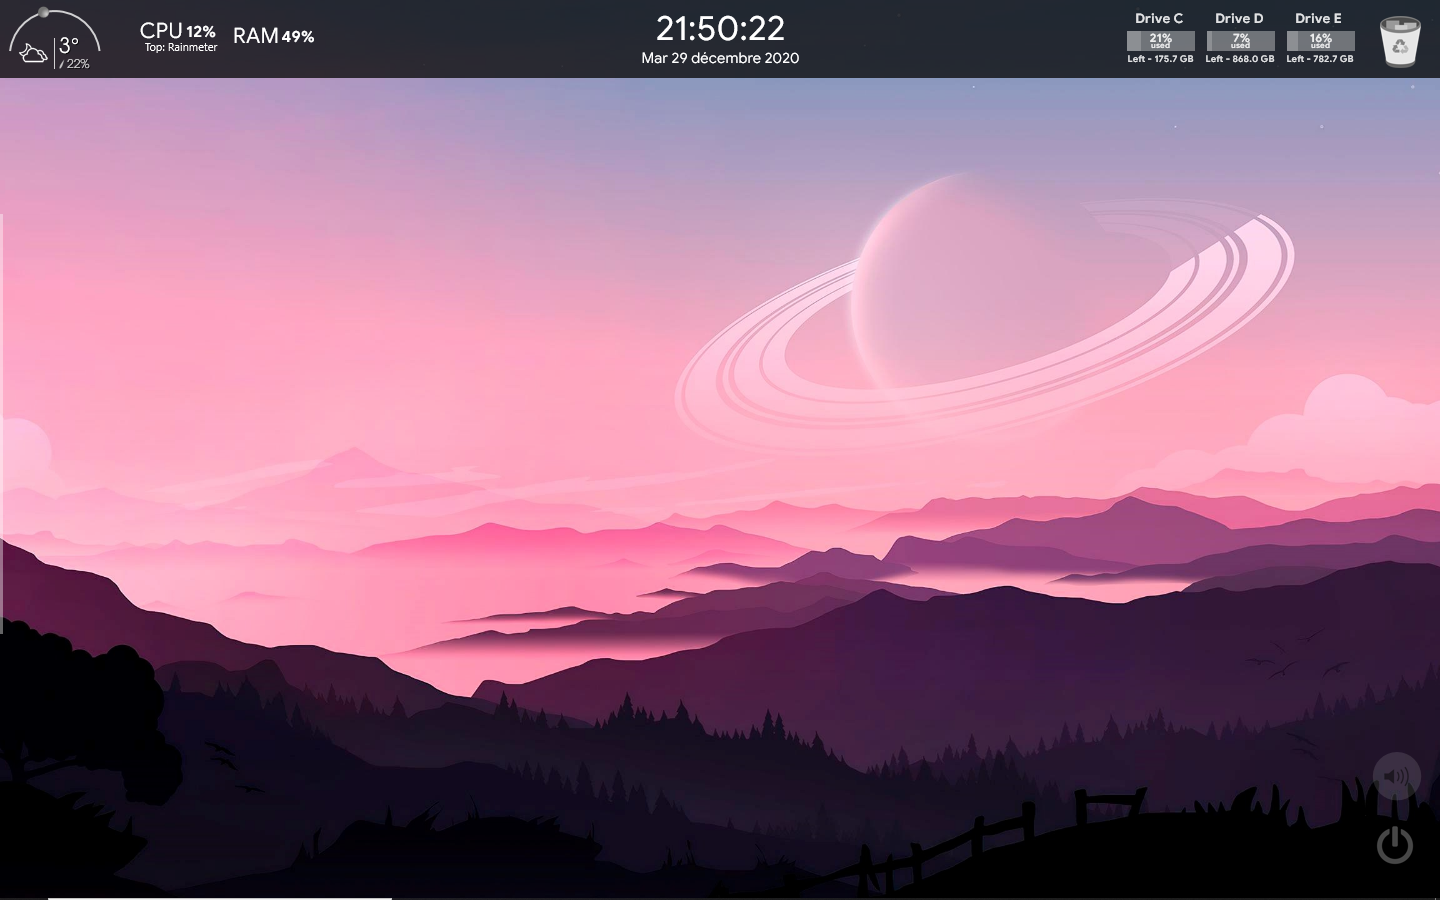 3°
22%
CPU 12%
Top: Rainmeter
RAM 49%
21:50:22
Mar 29 décembre 2020
Drive C
21%
used
Left - 175.7 GB
Drive D
7%
used
Left - 868.0 GB
Drive E
16%
used
Left - 782.7 GB